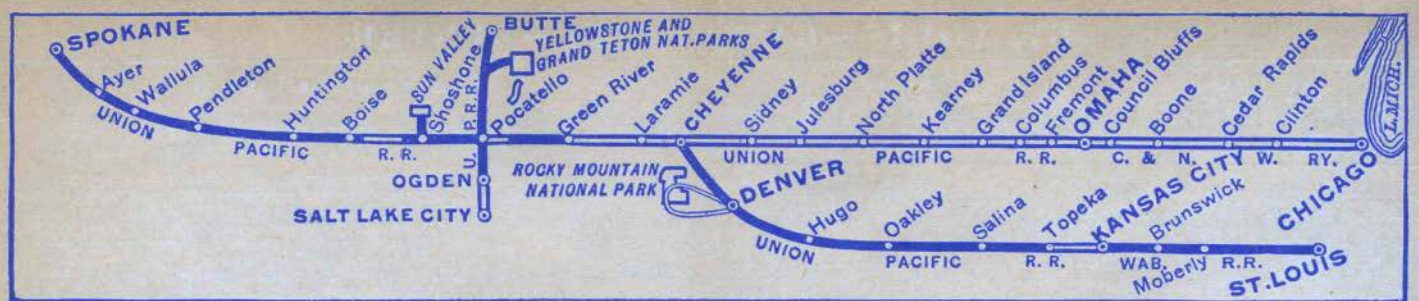 SPOKANE
Ayer
Wallula
Pendleton
Huntington
Boise
SUN VALLEY
Shoshone
BUTTE
YELLOWSTONE AND
GRAND TETON NAT. PARKS
Pocatello
Green River
Laramie
CHEYENNE
Sidney
Julesburg
North Platte
Kearney
Grand Island
Columbus
Fremont
OMAHA
Council Bluffs
Boone
Cedar Rapids
Clinton
CHICAGO
L. MICH.
UNION PACIFIC R. R.
U. P. R. R.
UNION PACIFIC R. R.
C. & N. W. RY.
OGDEN
SALT LAKE CITY
ROCKY MOUNTAIN
NATIONAL PARK
DENVER
Hugo
Oakley
Salina
Topeka
KANSAS CITY
Brunswick
Moberly
ST. LOUIS
UNION PACIFIC R. R.
WAB. R.R.